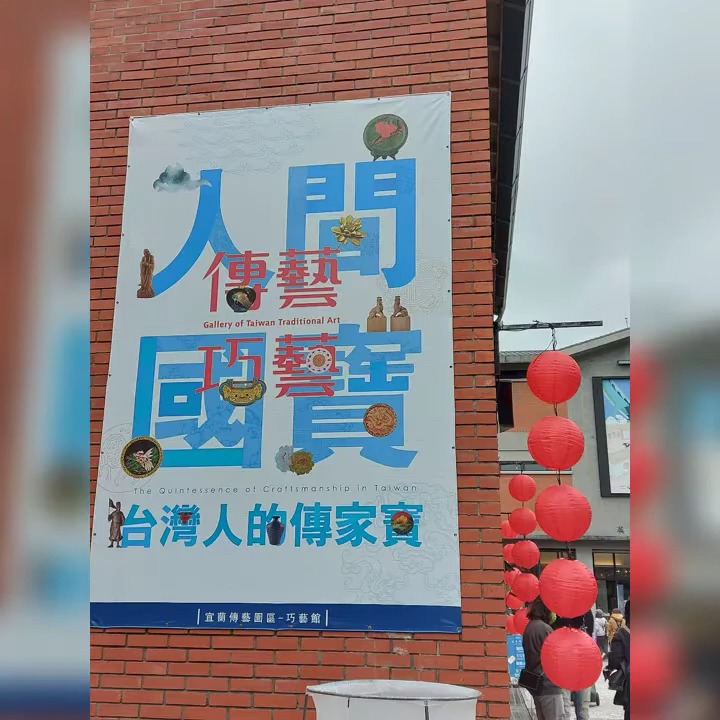 人間
傳藝
Gallery of Taiwan Traditional Art
國寶
巧藝
The Quintessence of Craftsmanship in Taiwan
台灣人的傳家寶
宜蘭傳藝園區-巧藝館